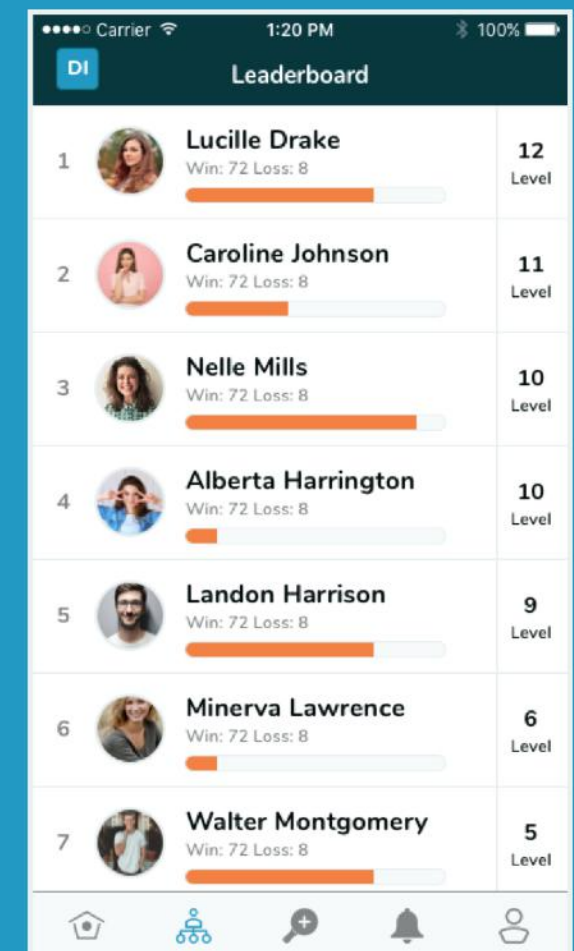 Carrier 1:20 PM 100%
DI
Leaderboard
1
Lucille Drake
Win: 72 Loss: 8
12
Level
2
Caroline Johnson
Win: 72 Loss: 8
11
Level
3
Nelle Mills
Win: 72 Loss: 8
10
Level
4
Alberta Harrington
Win: 72 Loss: 8
10
Level
5
Landon Harrison
Win: 72 Loss: 8
9
Level
6
Minerva Lawrence
Win: 72 Loss: 8
6
Level
7
Walter Montgomery
Win: 72 Loss: 8
5
Level